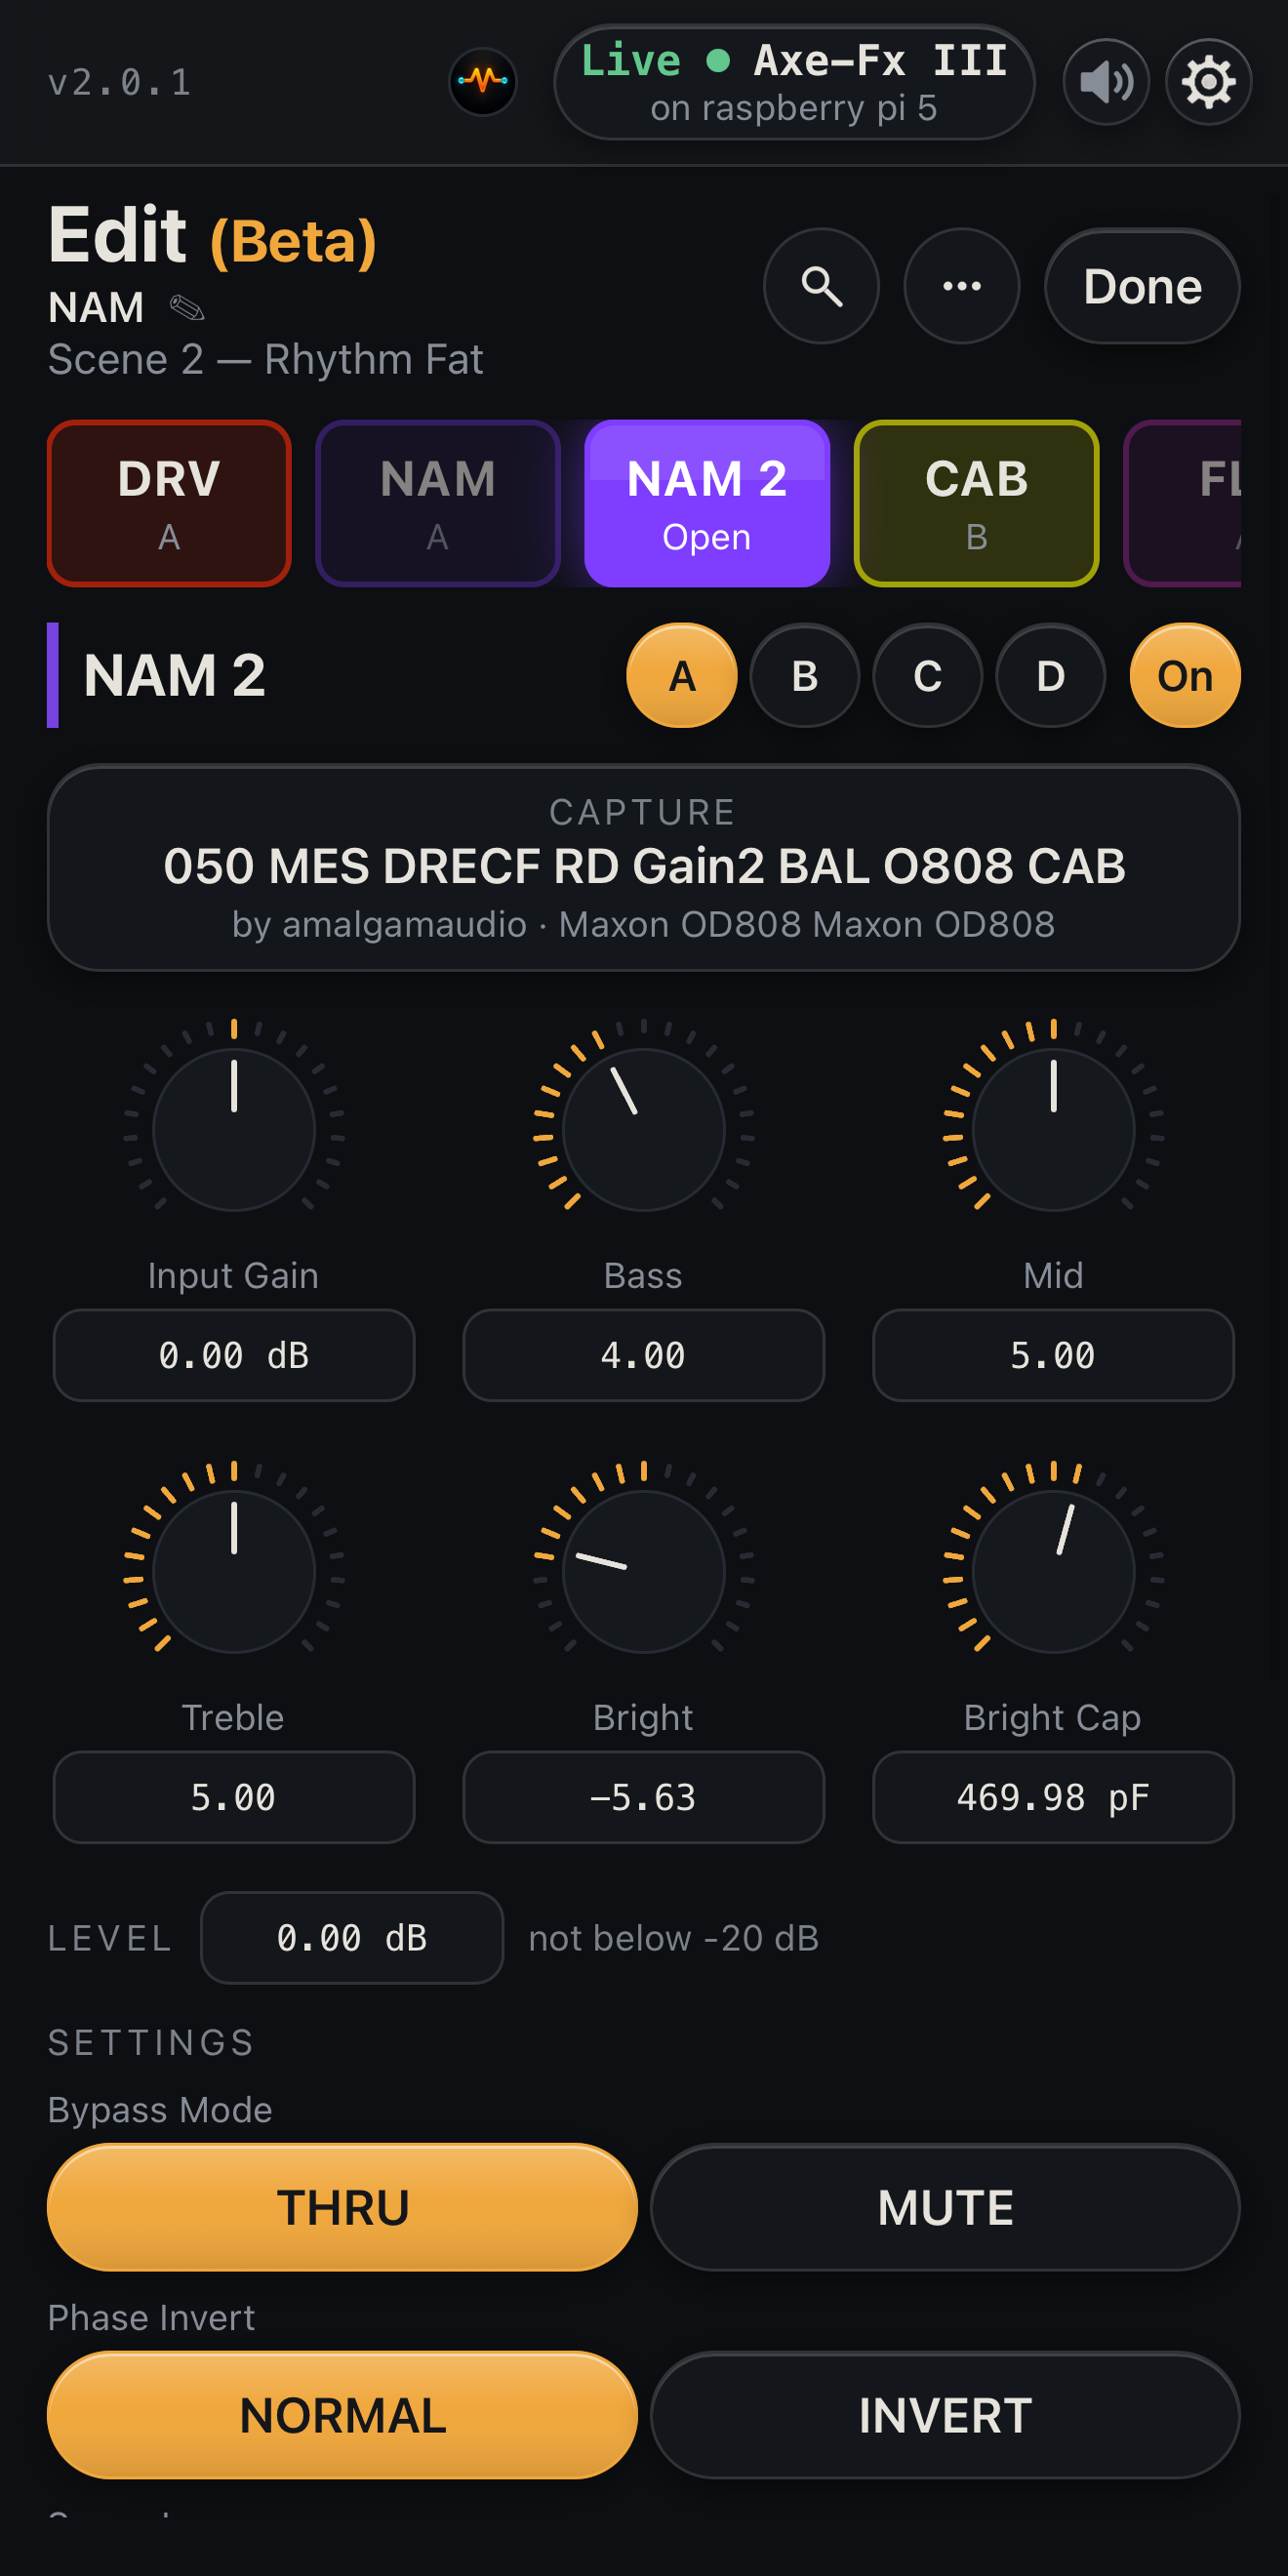 v2.0.1
Live ● Axe-Fx III
on raspberry pi 5
Edit (Beta)
NAM
Scene 2 — Rhythm Fat
Done
DRV
A
NAM
A
NAM 2
Open
CAB
B
NAM 2
A B C D On
CAPTURE
050 MES DRECF RD Gain2 BAL O808 CAB
by amalgamaudio · Maxon OD808 Maxon OD808
Input Gain
0.00 dB
Bass
4.00
Mid
5.00
Treble
5.00
Bright
−5.63
Bright Cap
469.98 pF
LEVEL 0.00 dB not below -20 dB
SETTINGS
Bypass Mode
THRU MUTE
Phase Invert
NORMAL INVERT